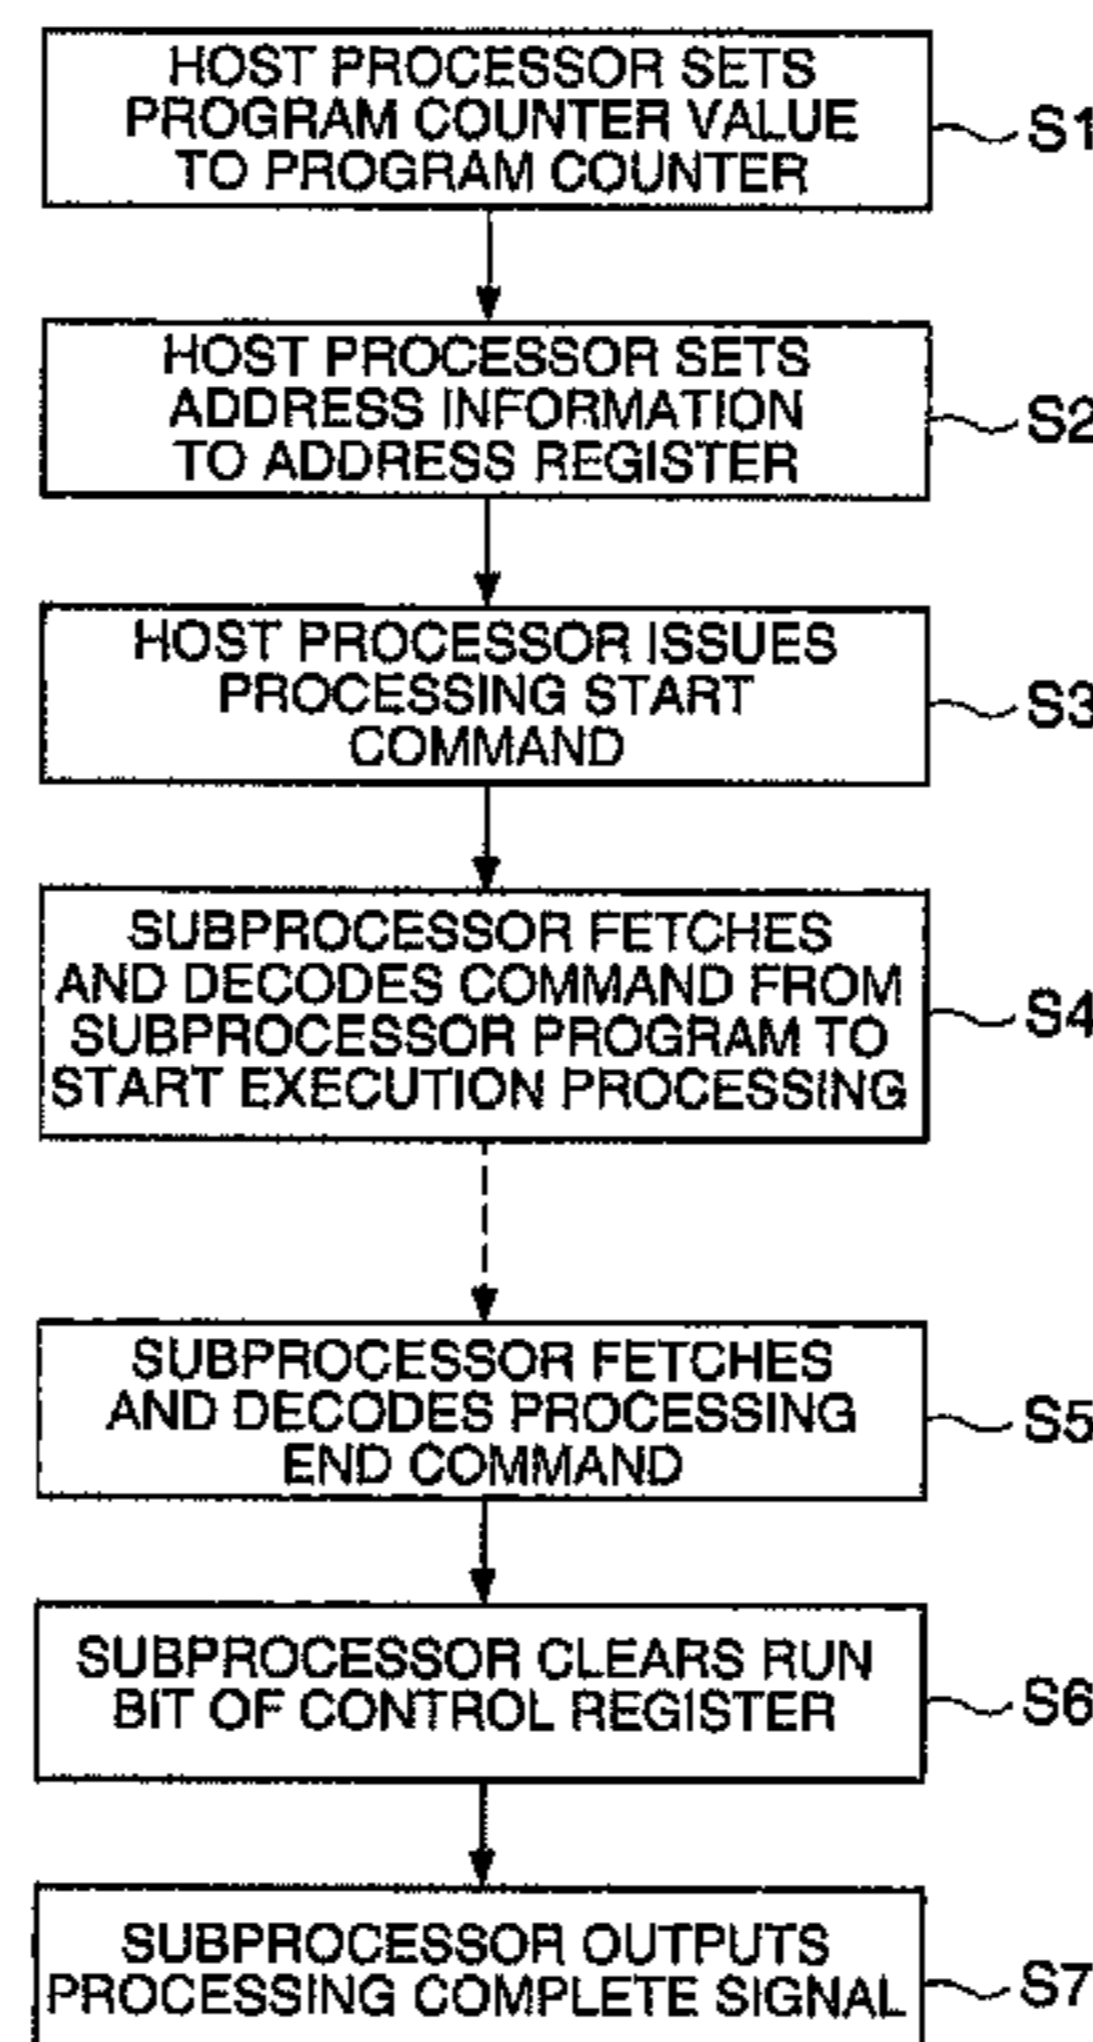 HOST PROCESSOR SETS
PROGRAM COUNTER VALUE
TO PROGRAM COUNTER
S1
HOST PROCESSOR SETS
ADDRESS INFORMATION
TO ADDRESS REGISTER
S2
HOST PROCESSOR ISSUES
PROCESSING START
COMMAND
S3
SUBPROCESSOR FETCHES
AND DECODES COMMAND FROM
SUBPROCESSOR PROGRAM TO
START EXECUTION PROCESSING
S4
SUBPROCESSOR FETCHES
AND DECODES PROCESSING
END COMMAND
S5
SUBPROCESSOR CLEARS RUN
BIT OF CONTROL REGISTER
S6
SUBPROCESSOR OUTPUTS
PROCESSING COMPLETE SIGNAL
S7